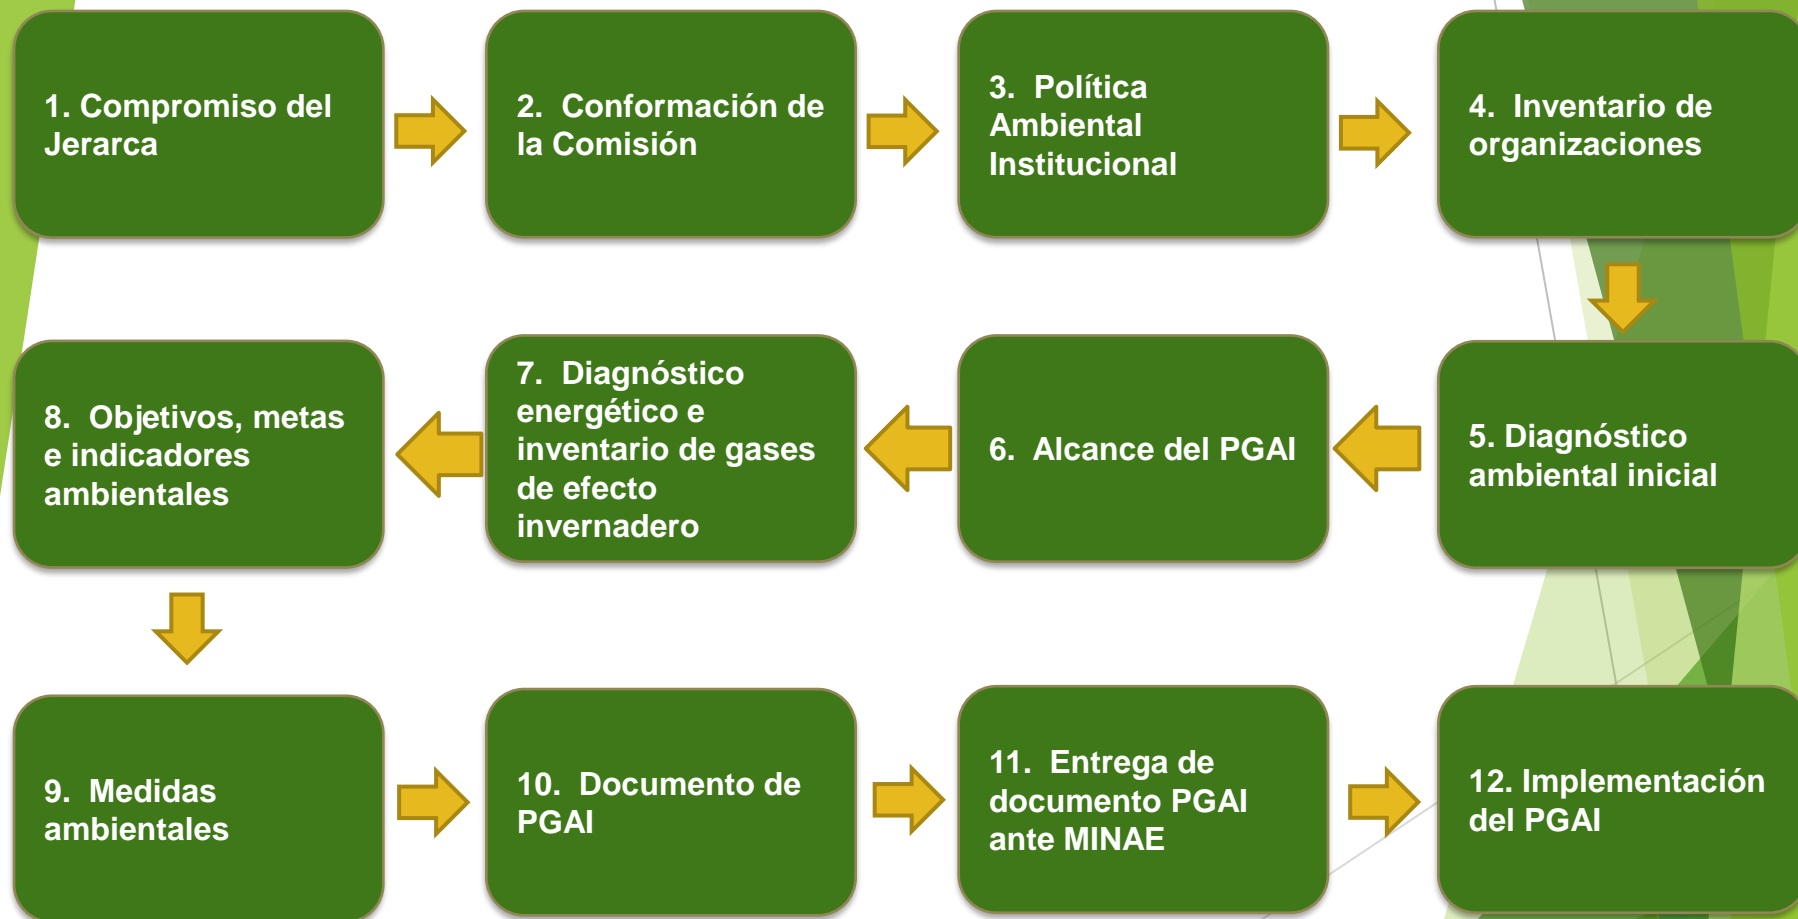 1. Compromiso del
Jerarca
2. Conformación de
la Comisión
3. Política
Ambiental
Institucional
4. Inventario de
organizaciones
5. Diagnóstico
ambiental inicial
6. Alcance del PGAI
7. Diagnóstico
energético e
inventario de gases
de efecto
invernadero
8. Objetivos, metas
e indicadores
ambientales
9. Medidas
ambientales
10. Documento de
PGAI
11. Entrega de
documento PGAI
ante MINAE
12. Implementación
del PGAI